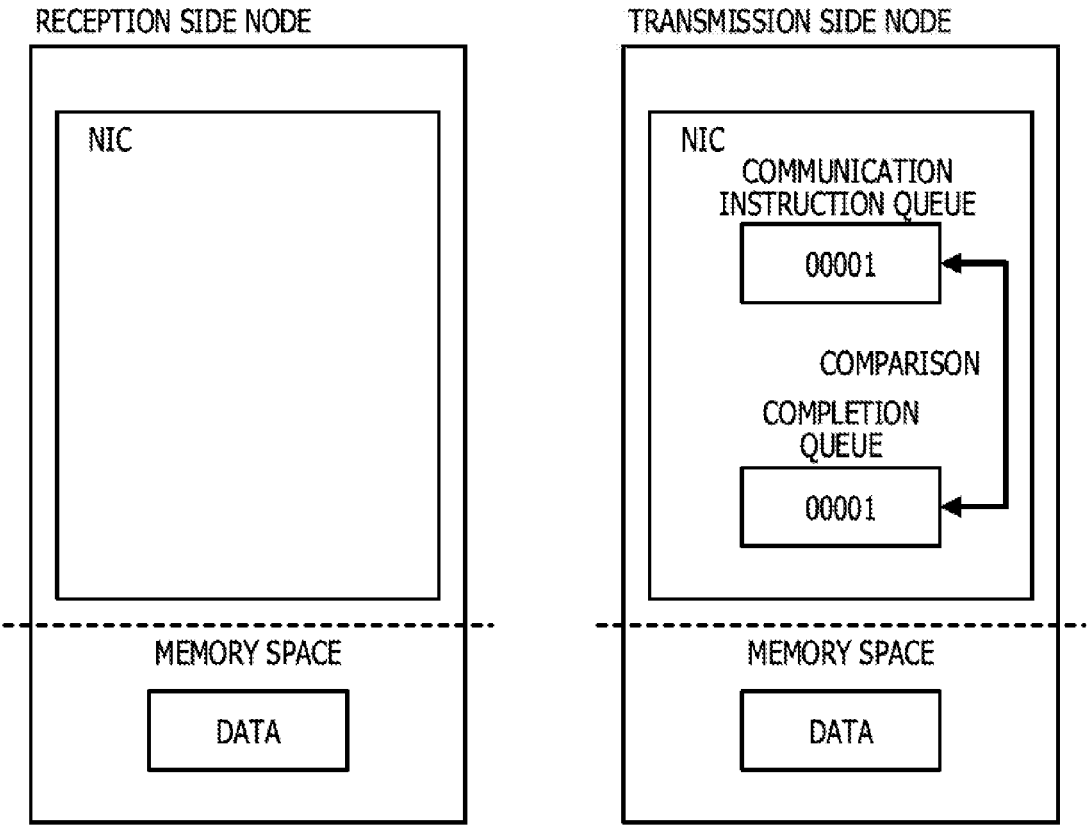 RECEPTION SIDE NODE
NIC
MEMORY SPACE
DATA
TRANSMISSION SIDE NODE
NIC
COMMUNICATION
INSTRUCTION QUEUE
00001
COMPARISON
COMPLETION
QUEUE
00001
MEMORY SPACE
DATA